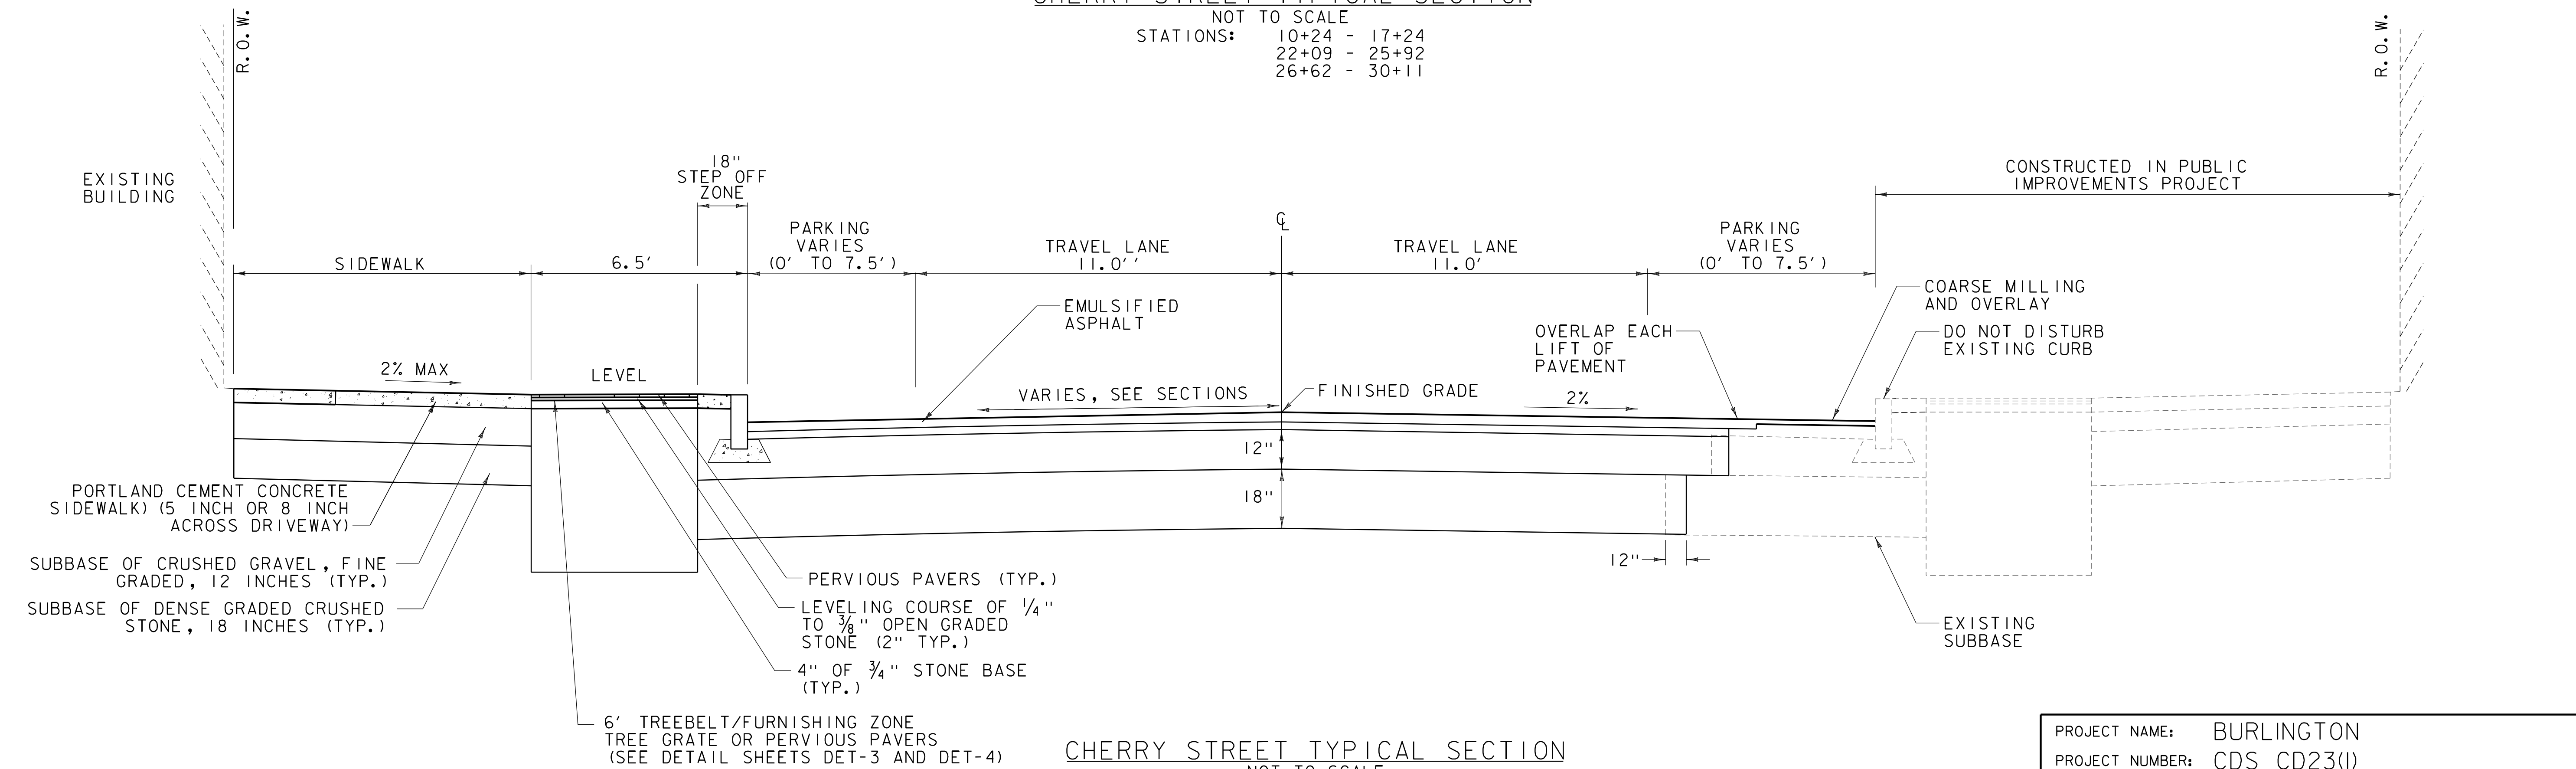 CHERRY STREET TYPICAL SECTION
NOT TO SCALE
STATIONS: 10+24 - 17+24
22+09 - 25+92
26+62 - 30+11
R.O.W.
R.O.W.
EXISTING
BUILDING
18"
STEP OFF
ZONE
CONSTRUCTED IN PUBLIC
IMPROVEMENTS PROJECT
SIDEWALK
6.5'
PARKING
VARIES
(0' TO 7.5')
TRAVEL LANE
11.0''
℄
TRAVEL LANE
11.0'
PARKING
VARIES
(0' TO 7.5')
COARSE MILLING
AND OVERLAY
EMULSIFIED
ASPHALT
OVERLAP EACH
LIFT OF
PAVEMENT
DO NOT DISTURB
EXISTING CURB
2% MAX
LEVEL
VARIES, SEE SECTIONS
FINISHED GRADE
2%
12"
18"
12"
PORTLAND CEMENT CONCRETE
SIDEWALK) (5 INCH OR 8 INCH
ACROSS DRIVEWAY)
SUBBASE OF CRUSHED GRAVEL, FINE
GRADED, 12 INCHES (TYP.)
SUBBASE OF DENSE GRADED CRUSHED
STONE, 18 INCHES (TYP.)
PERVIOUS PAVERS (TYP.)
LEVELING COURSE OF 1/4"
TO 3/8" OPEN GRADED
STONE (2" TYP.)
4" OF 3/4" STONE BASE
(TYP.)
6' TREEBELT/FURNISHING ZONE
TREE GRATE OR PERVIOUS PAVERS
(SEE DETAIL SHEETS DET-3 AND DET-4)
EXISTING
SUBBASE
CHERRY STREET TYPICAL SECTION
NOT TO SCALE
PROJECT NAME: BURLINGTON
PROJECT NUMBER: CDS CD23(1)